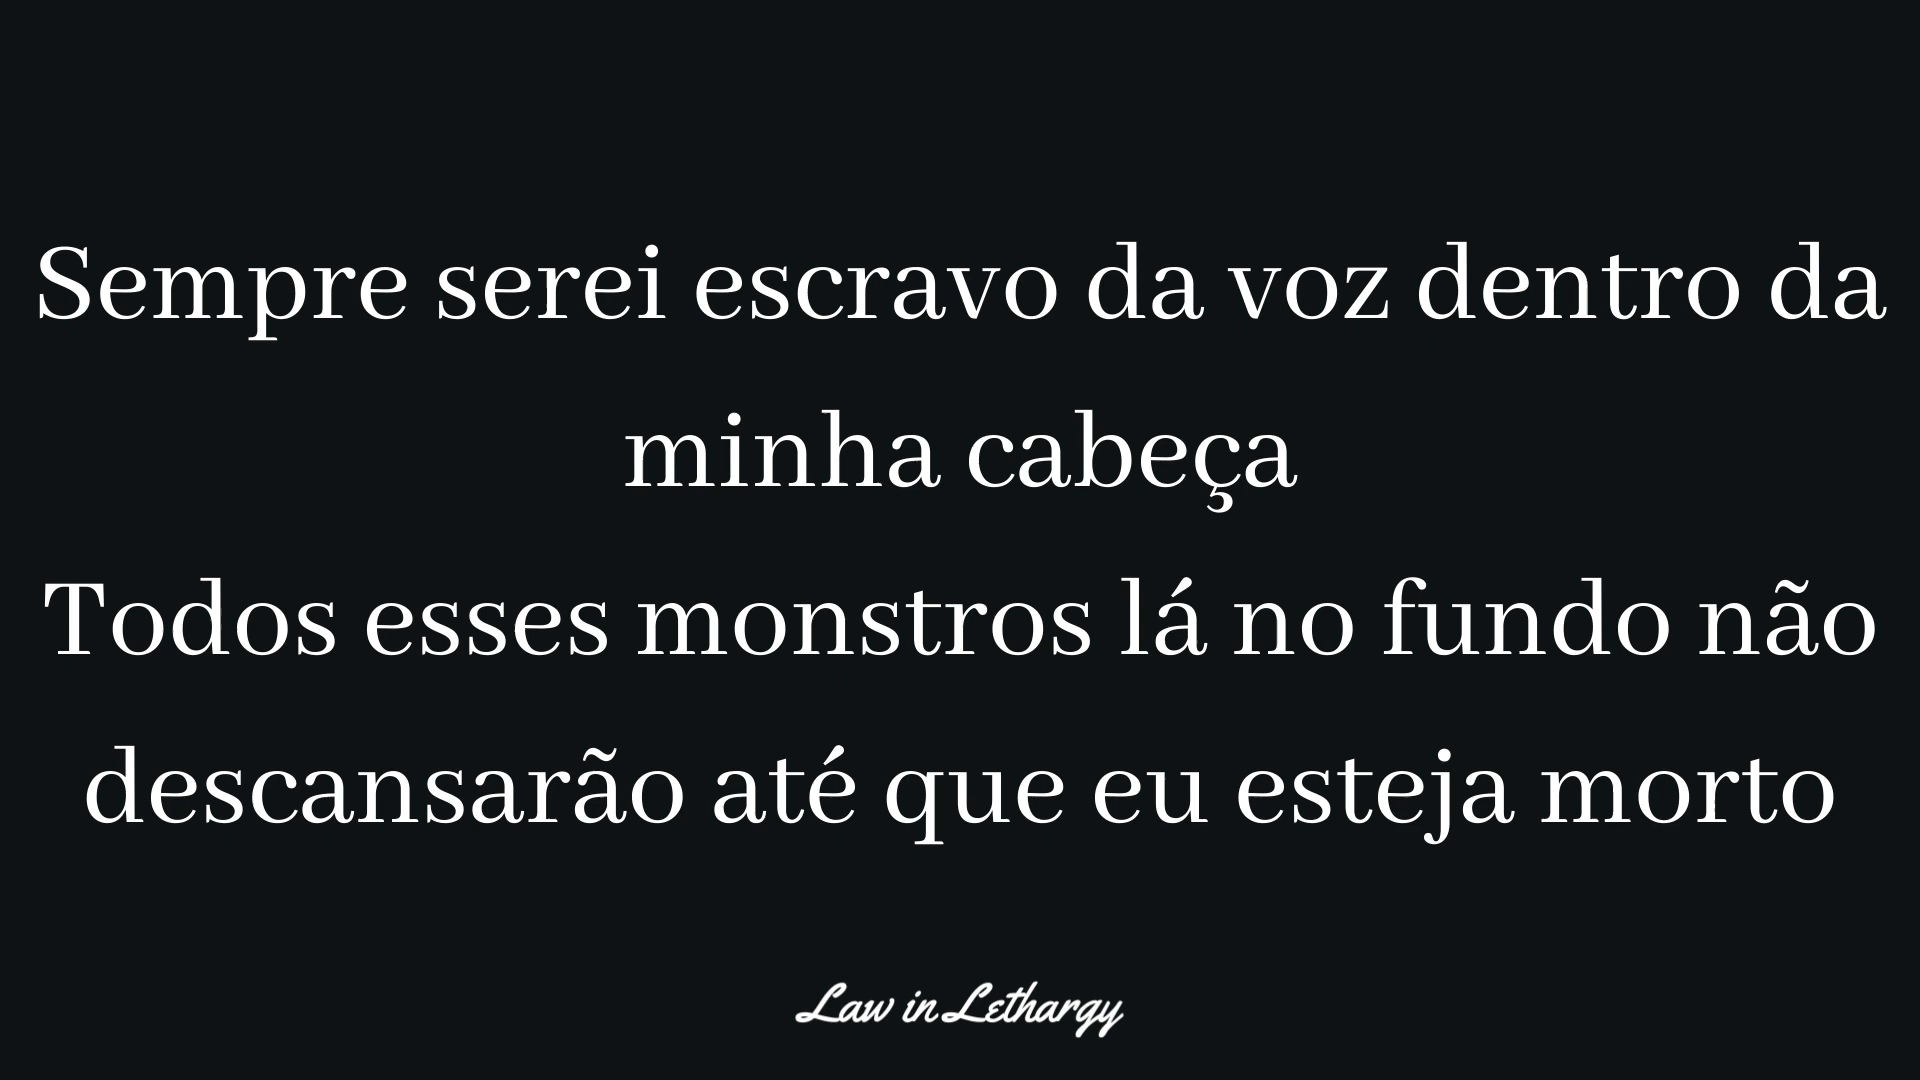 Sempre serei escravo da voz dentro da
minha cabeça
Todos esses monstros lá no fundo não
descansarão até que eu esteja morto
Law in Lethargy